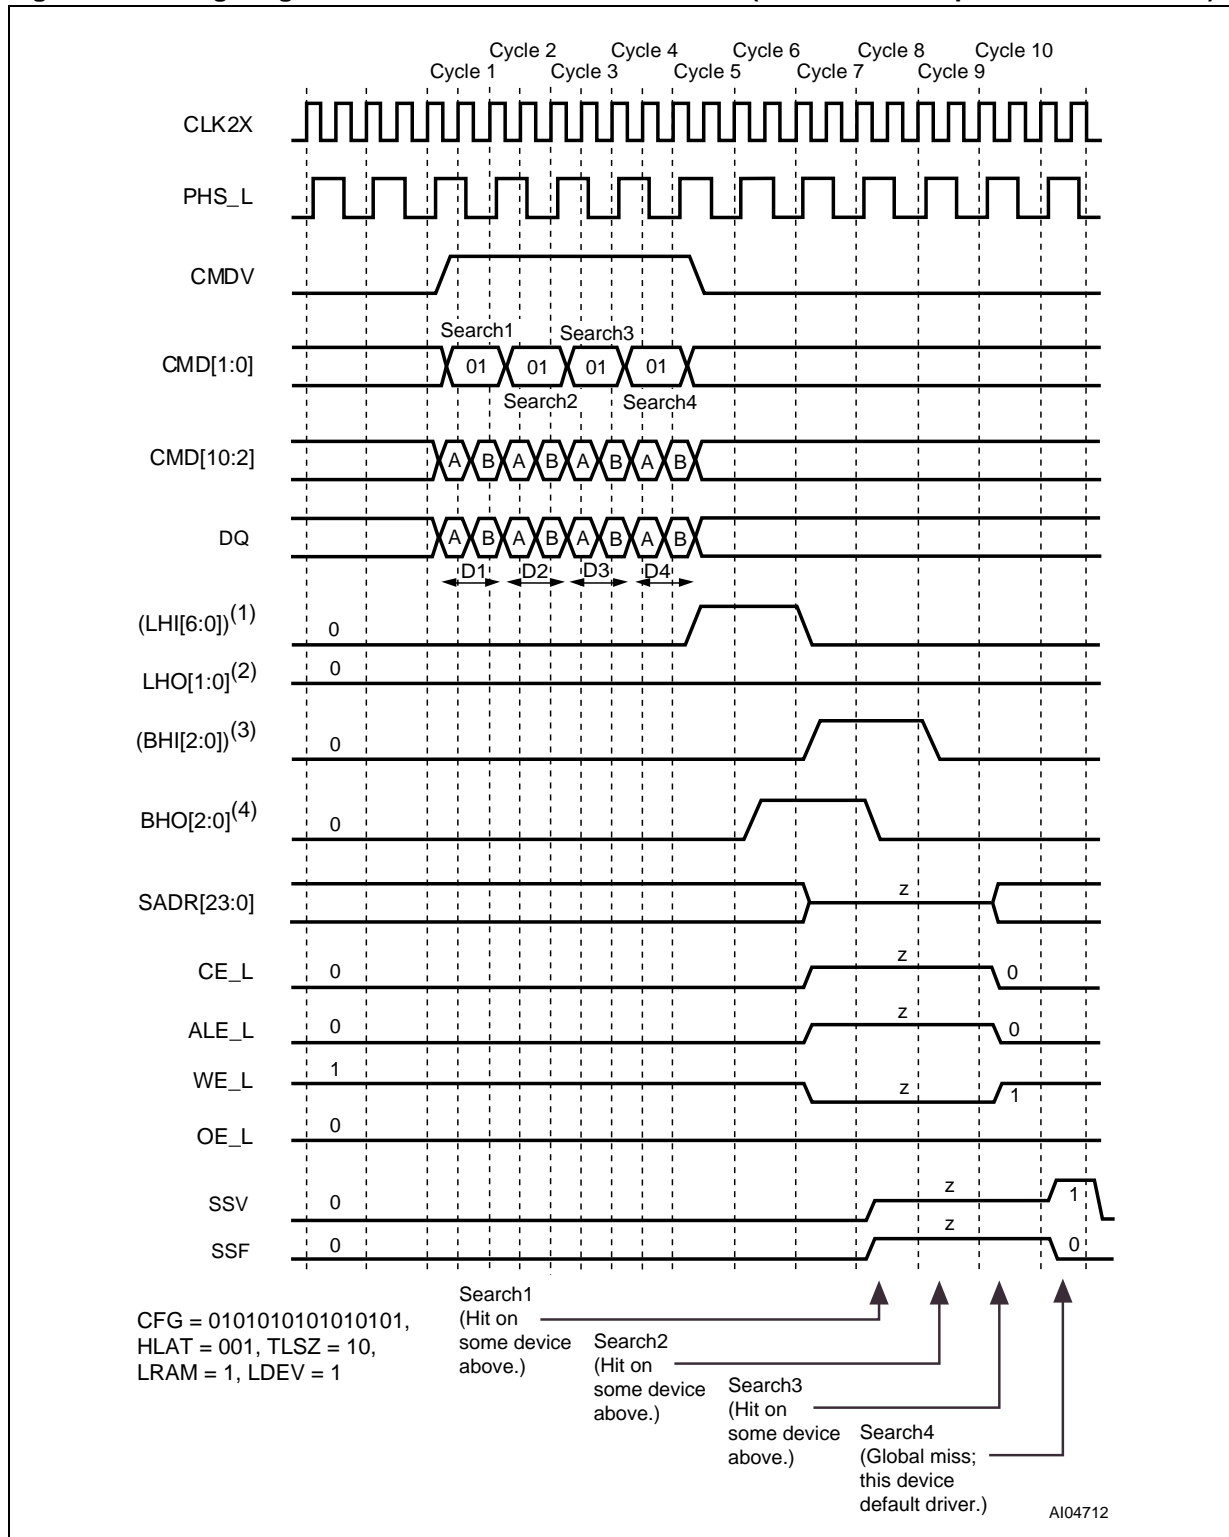 Cycle 2 Cycle 4 Cycle 6 Cycle 8 Cycle 10
Cycle 1 Cycle 3 Cycle 5 Cycle 7 Cycle 9
CLK2X
PHS_L
CMDV
Search1 Search3
CMD[1:0] 01 01 01 01
Search2 Search4
CMD[10:2] A B A B A B A B
DQ A B A B A B A B
D1 D2 D3 D4
(LHI[6:0])(1) 0
LHO[1:0](2) 0
(BHI[2:0])(3) 0
BHO[2:0](4) 0
SADR[23:0] z
CE_L 0 z 0
ALE_L 0 z 0
WE_L 1 z 1
OE_L 0
SSV 0 z 1
SSF 0 z 0
CFG = 0101010101010101,
HLAT = 001, TLSZ = 10,
LRAM = 1, LDEV = 1
Search1
(Hit on
some device
above.)
Search2
(Hit on
some device
above.)
Search3
(Hit on
some device
above.)
Search4
(Global miss;
this device
default driver.)
AI04712